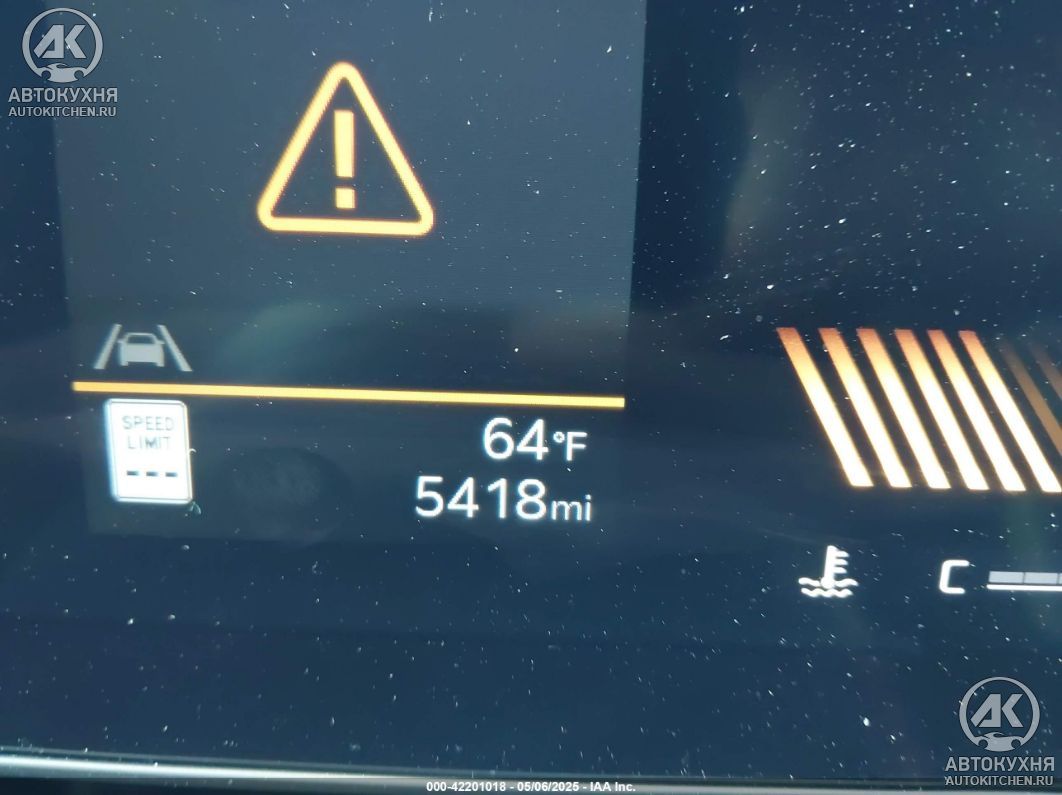 АК
АВТОКУХНЯ
AUTOKITCHEN.RU
SPEED
LIMIT
---
64°F
5418mi
C
АК
АВТОКУХНЯ
AUTOKITCHEN.RU
000-42201018 - 05/06/2025 - IAA Inc.